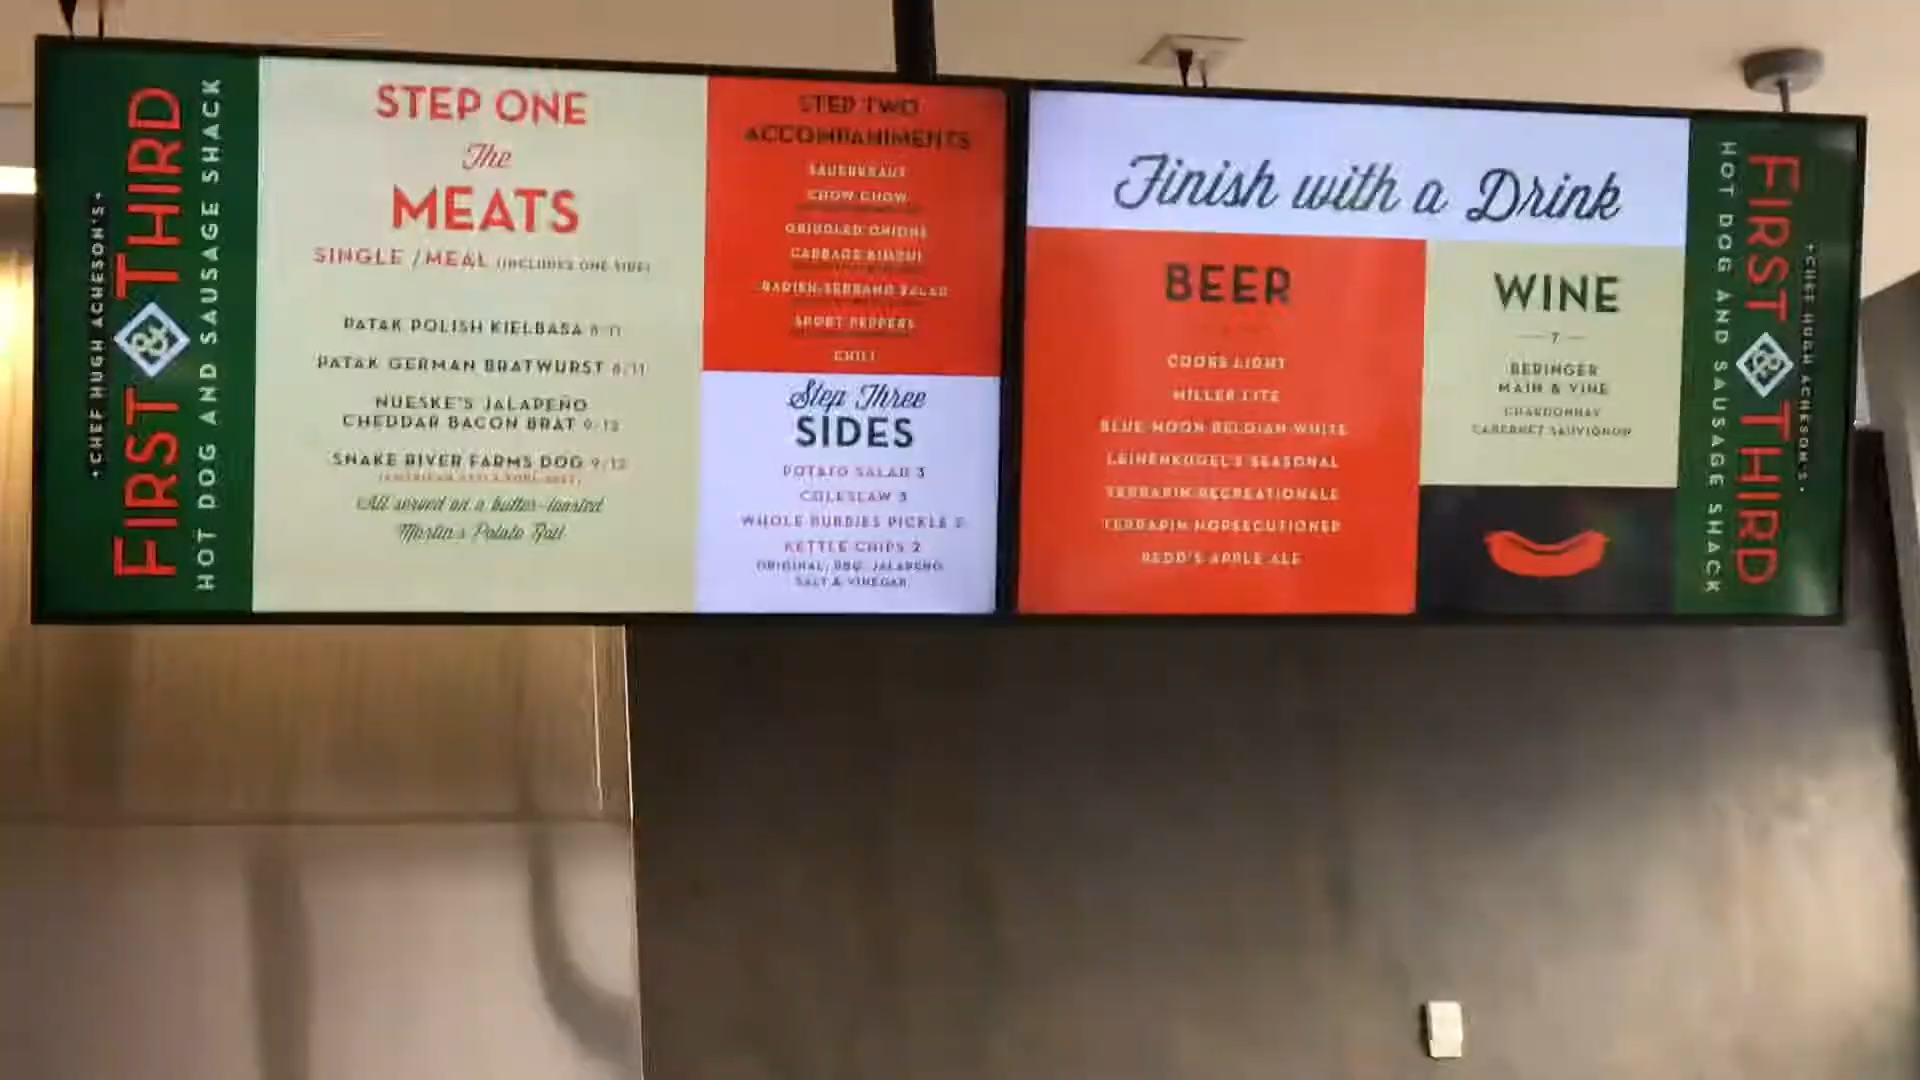 •CHEF HUGH ACHESON'S•
FIRST & THIRD
HOT DOG AND SAUSAGE SHACK
STEP ONE
The
MEATS
SINGLE /MEAL (INCLUDES ONE SIDE)
PATAK POLISH KIELBASA 8/11
PATAK GERMAN BRATWURST 8/11
NUESKE'S JALAPEÑO
CHEDDAR BACON BRAT 9/12
SNAKE RIVER FARMS DOG 9/12
All served on a butter-toasted
Martin's Potato Roll
STEP TWO
ACCOMPANIMENTS
SAUERKRAUT
CHOW CHOW
GRIDDLED ONIONS
CABBAGE KIMCHI
SPORT PEPPERS
CHILI
Step Three
SIDES
POTATO SALAD 3
COLESLAW 3
WHOLE BUBBIES PICKLE 2
KETTLE CHIPS 2
ORIGINAL, BBQ, JALAPEÑO
SALT & VINEGAR
Finish with a Drink
BEER
COORS LIGHT
MILLER LITE
BLUE MOON BELGIAN WHITE
LEINENKUGEL'S SEASONAL
TERRAPIN RECREATIONALE
TERRAPIN HOPSECUTIONER
REDD'S APPLE ALE
WINE
7
BERINGER
MAIN & VINE
CHARDONNAY
CABERNET SAUVIGNON
•CHEF HUGH ACHESON'S•
FIRST & THIRD
HOT DOG AND SAUSAGE SHACK